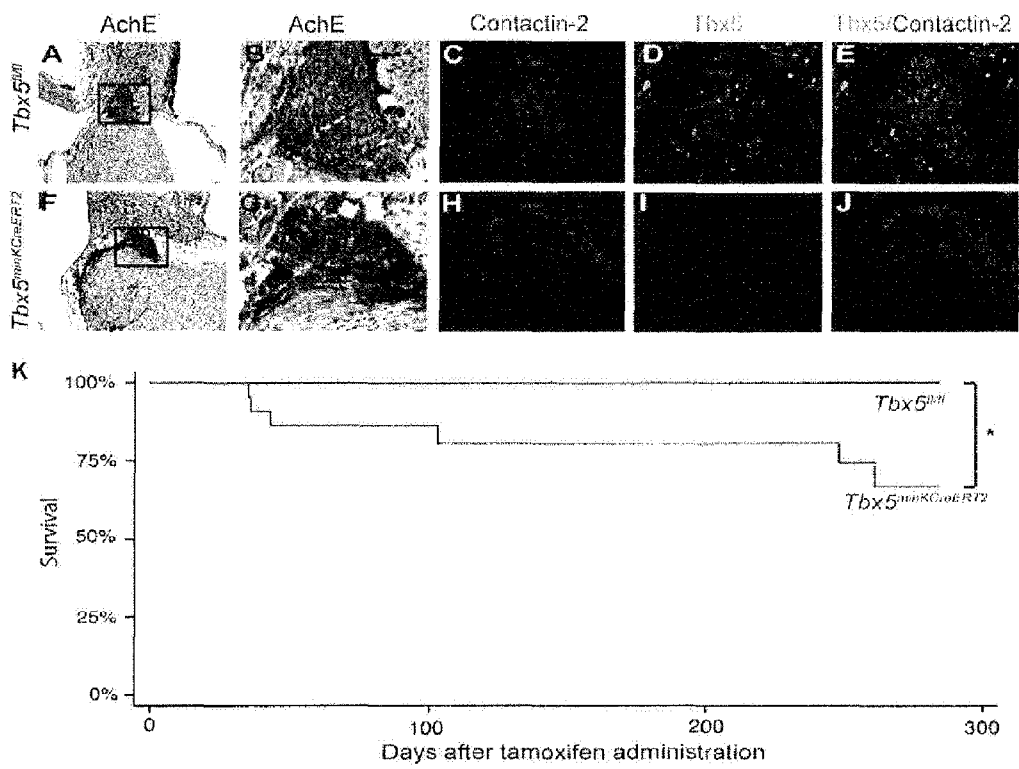 AchE AchE Contactin-2 Tbx5 Tbx5/Contactin-2
Tbx5fl/fl
A B C D E
Tbx5minKCreERT2
F G H I J
K
100%
75%
50%
25%
0%
Survival
Tbx5fl/fl
*
Tbx5minKCreERT2
0 100 200 300
Days after tamoxifen administration